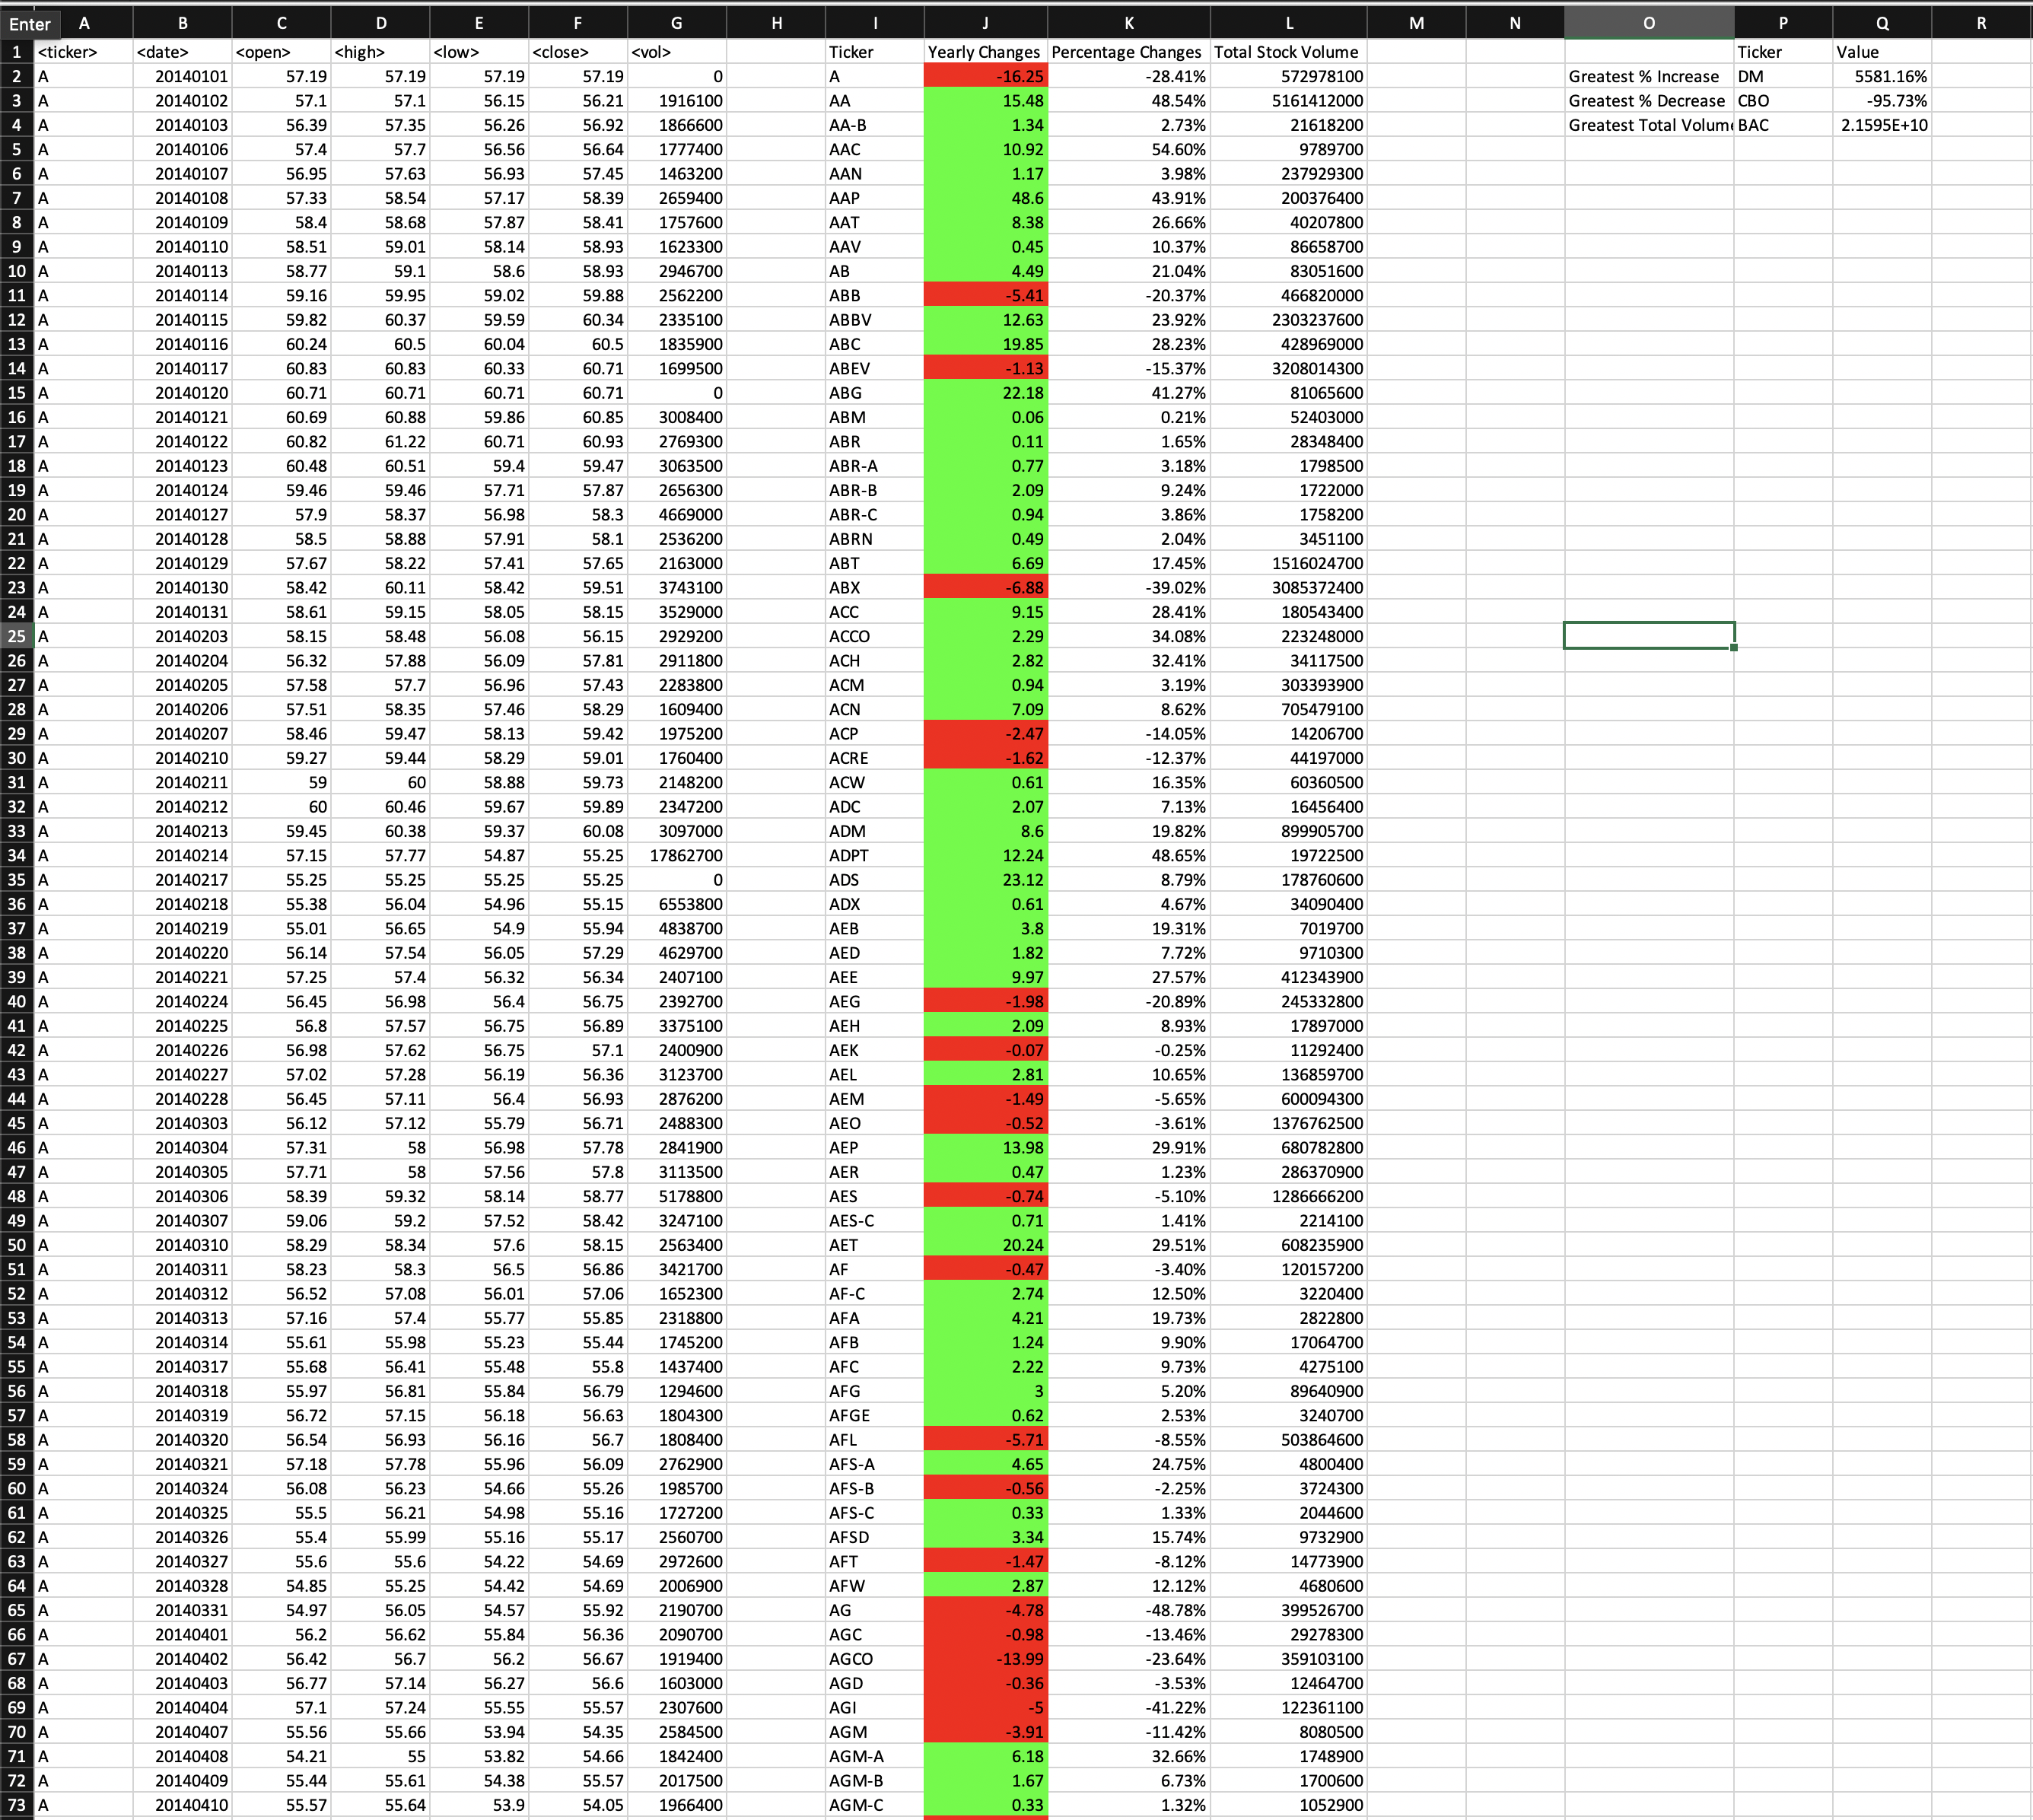 Enter A B C D E F G H I J K L M N O P Q R
1 <ticker> <date> <open> <high> <low> <close> <vol> Ticker Yearly Changes Percentage Changes Total Stock Volume Ticker Value
2 A 20140101 57.19 57.19 57.19 57.19 0 A -16.25 -28.41% 572978100 Greatest % Increase DM 5581.16%
3 A 20140102 57.1 57.1 56.15 56.21 1916100 AA 15.48 48.54% 5161412000 Greatest % Decrease CBO -95.73%
4 A 20140103 56.39 57.35 56.26 56.92 1866600 AA-B 1.34 2.73% 21618200 Greatest Total Volum BAC 2.1595E+10
5 A 20140106 57.4 57.7 56.56 56.64 1777400 AAC 10.92 54.60% 9789700
6 A 20140107 56.95 57.63 56.93 57.45 1463200 AAN 1.17 3.98% 237929300
7 A 20140108 57.33 58.54 57.17 58.39 2659400 AAP 48.6 43.91% 200376400
8 A 20140109 58.4 58.68 57.87 58.41 1757600 AAT 8.38 26.66% 40207800
9 A 20140110 58.51 59.01 58.14 58.93 1623300 AAV 0.45 10.37% 86658700
10 A 20140113 58.77 59.1 58.6 58.93 2946700 AB 4.49 21.04% 83051600
11 A 20140114 59.16 59.95 59.02 59.88 2562200 ABB -5.41 -20.37% 466820000
12 A 20140115 59.82 60.37 59.59 60.34 2335100 ABBV 12.63 23.92% 2303237600
13 A 20140116 60.24 60.5 60.04 60.5 1835900 ABC 19.85 28.23% 428969000
14 A 20140117 60.83 60.83 60.33 60.71 1699500 ABEV -1.13 -15.37% 3208014300
15 A 20140120 60.71 60.71 60.71 60.71 0 ABG 22.18 41.27% 81065600
16 A 20140121 60.69 60.88 59.86 60.85 3008400 ABM 0.06 0.21% 52403000
17 A 20140122 60.82 61.22 60.71 60.93 2769300 ABR 0.11 1.65% 28348400
18 A 20140123 60.48 60.51 59.4 59.47 3063500 ABR-A 0.77 3.18% 1798500
19 A 20140124 59.46 59.46 57.71 57.87 2656300 ABR-B 2.09 9.24% 1722000
20 A 20140127 57.9 58.37 56.98 58.3 4669000 ABR-C 0.94 3.86% 1758200
21 A 20140128 58.5 58.88 57.91 58.1 2536200 ABRN 0.49 2.04% 3451100
22 A 20140129 57.67 58.22 57.41 57.65 2163000 ABT 6.69 17.45% 1516024700
23 A 20140130 58.42 60.11 58.42 59.51 3743100 ABX -6.88 -39.02% 3085372400
24 A 20140131 58.61 59.15 58.05 58.15 3529000 ACC 9.15 28.41% 180543400
25 A 20140203 58.15 58.48 56.08 56.15 2929200 ACCO 2.29 34.08% 223248000
26 A 20140204 56.32 57.88 56.09 57.81 2911800 ACH 2.82 32.41% 34117500
27 A 20140205 57.58 57.7 56.96 57.43 2283800 ACM 0.94 3.19% 303393900
28 A 20140206 57.51 58.35 57.46 58.29 1609400 ACN 7.09 8.62% 705479100
29 A 20140207 58.46 59.47 58.13 59.42 1975200 ACP -2.47 -14.05% 14206700
30 A 20140210 59.27 59.44 58.29 59.01 1760400 ACRE -1.62 -12.37% 44197000
31 A 20140211 59 60 58.88 59.73 2148200 ACW 0.61 16.35% 60360500
32 A 20140212 60 60.46 59.67 59.89 2347200 ADC 2.07 7.13% 16456400
33 A 20140213 59.45 60.38 59.37 60.08 3097000 ADM 8.6 19.82% 899905700
34 A 20140214 57.15 57.77 54.87 55.25 17862700 ADPT 12.24 48.65% 19722500
35 A 20140217 55.25 55.25 55.25 55.25 0 ADS 23.12 8.79% 178760600
36 A 20140218 55.38 56.04 54.96 55.15 6553800 ADX 0.61 4.67% 34090400
37 A 20140219 55.01 56.65 54.9 55.94 4838700 AEB 3.8 19.31% 7019700
38 A 20140220 56.14 57.54 56.05 57.29 4629700 AED 1.82 7.72% 9710300
39 A 20140221 57.25 57.4 56.32 56.34 2407100 AEE 9.97 27.57% 412343900
40 A 20140224 56.45 56.98 56.4 56.75 2392700 AEG -1.98 -20.89% 245332800
41 A 20140225 56.8 57.57 56.75 56.89 3375100 AEH 2.09 8.93% 17897000
42 A 20140226 56.98 57.62 56.75 57.1 2400900 AEK -0.07 -0.25% 11292400
43 A 20140227 57.02 57.28 56.19 56.36 3123700 AEL 2.81 10.65% 136859700
44 A 20140228 56.45 57.11 56.4 56.93 2876200 AEM -1.49 -5.65% 600094300
45 A 20140303 56.12 57.12 55.79 56.71 2488300 AEO -0.52 -3.61% 1376762500
46 A 20140304 57.31 58 56.98 57.78 2841900 AEP 13.98 29.91% 680782800
47 A 20140305 57.71 58 57.56 57.8 3113500 AER 0.47 1.23% 286370900
48 A 20140306 58.39 59.32 58.14 58.77 5178800 AES -0.74 -5.10% 1286666200
49 A 20140307 59.06 59.2 57.52 58.42 3247100 AES-C 0.71 1.41% 2214100
50 A 20140310 58.29 58.34 57.6 58.15 2563400 AET 20.24 29.51% 608235900
51 A 20140311 58.23 58.3 56.5 56.86 3421700 AF -0.47 -3.40% 120157200
52 A 20140312 56.52 57.08 56.01 57.06 1652300 AF-C 2.74 12.50% 3220400
53 A 20140313 57.16 57.4 55.77 55.85 2318800 AFA 4.21 19.73% 2822800
54 A 20140314 55.61 55.98 55.23 55.44 1745200 AFB 1.24 9.90% 17064700
55 A 20140317 55.68 56.41 55.48 55.8 1437400 AFC 2.22 9.73% 4275100
56 A 20140318 55.97 56.81 55.84 56.79 1294600 AFG 3 5.20% 89640900
57 A 20140319 56.72 57.15 56.18 56.63 1804300 AFGE 0.62 2.53% 3240700
58 A 20140320 56.54 56.93 56.16 56.7 1808400 AFL -5.71 -8.55% 503864600
59 A 20140321 57.18 57.78 55.96 56.09 2762900 AFS-A 4.65 24.75% 4800400
60 A 20140324 56.08 56.23 54.66 55.26 1985700 AFS-B -0.56 -2.25% 3724300
61 A 20140325 55.5 56.21 54.98 55.16 1727200 AFS-C 0.33 1.33% 2044600
62 A 20140326 55.4 55.99 55.16 55.17 2560700 AFSD 3.34 15.74% 9732900
63 A 20140327 55.6 55.6 54.22 54.69 2972600 AFT -1.47 -8.12% 14773900
64 A 20140328 54.85 55.25 54.42 54.69 2006900 AFW 2.87 12.12% 4680600
65 A 20140331 54.97 56.05 54.57 55.92 2190700 AG -4.78 -48.78% 399526700
66 A 20140401 56.2 56.62 55.84 56.36 2090700 AGC -0.98 -13.46% 29278300
67 A 20140402 56.42 56.7 56.2 56.67 1919400 AGCO -13.99 -23.64% 359103100
68 A 20140403 56.77 57.14 56.27 56.6 1603000 AGD -0.36 -3.53% 12464700
69 A 20140404 57.1 57.24 55.55 55.57 2307600 AGI -5 -41.22% 122361100
70 A 20140407 55.56 55.66 53.94 54.35 2584500 AGM -3.91 -11.42% 8080500
71 A 20140408 54.21 55 53.82 54.66 1842400 AGM-A 6.18 32.66% 1748900
72 A 20140409 55.44 55.61 54.38 55.57 2017500 AGM-B 1.67 6.73% 1700600
73 A 20140410 55.57 55.64 53.9 54.05 1966400 AGM-C 0.33 1.32% 1052900